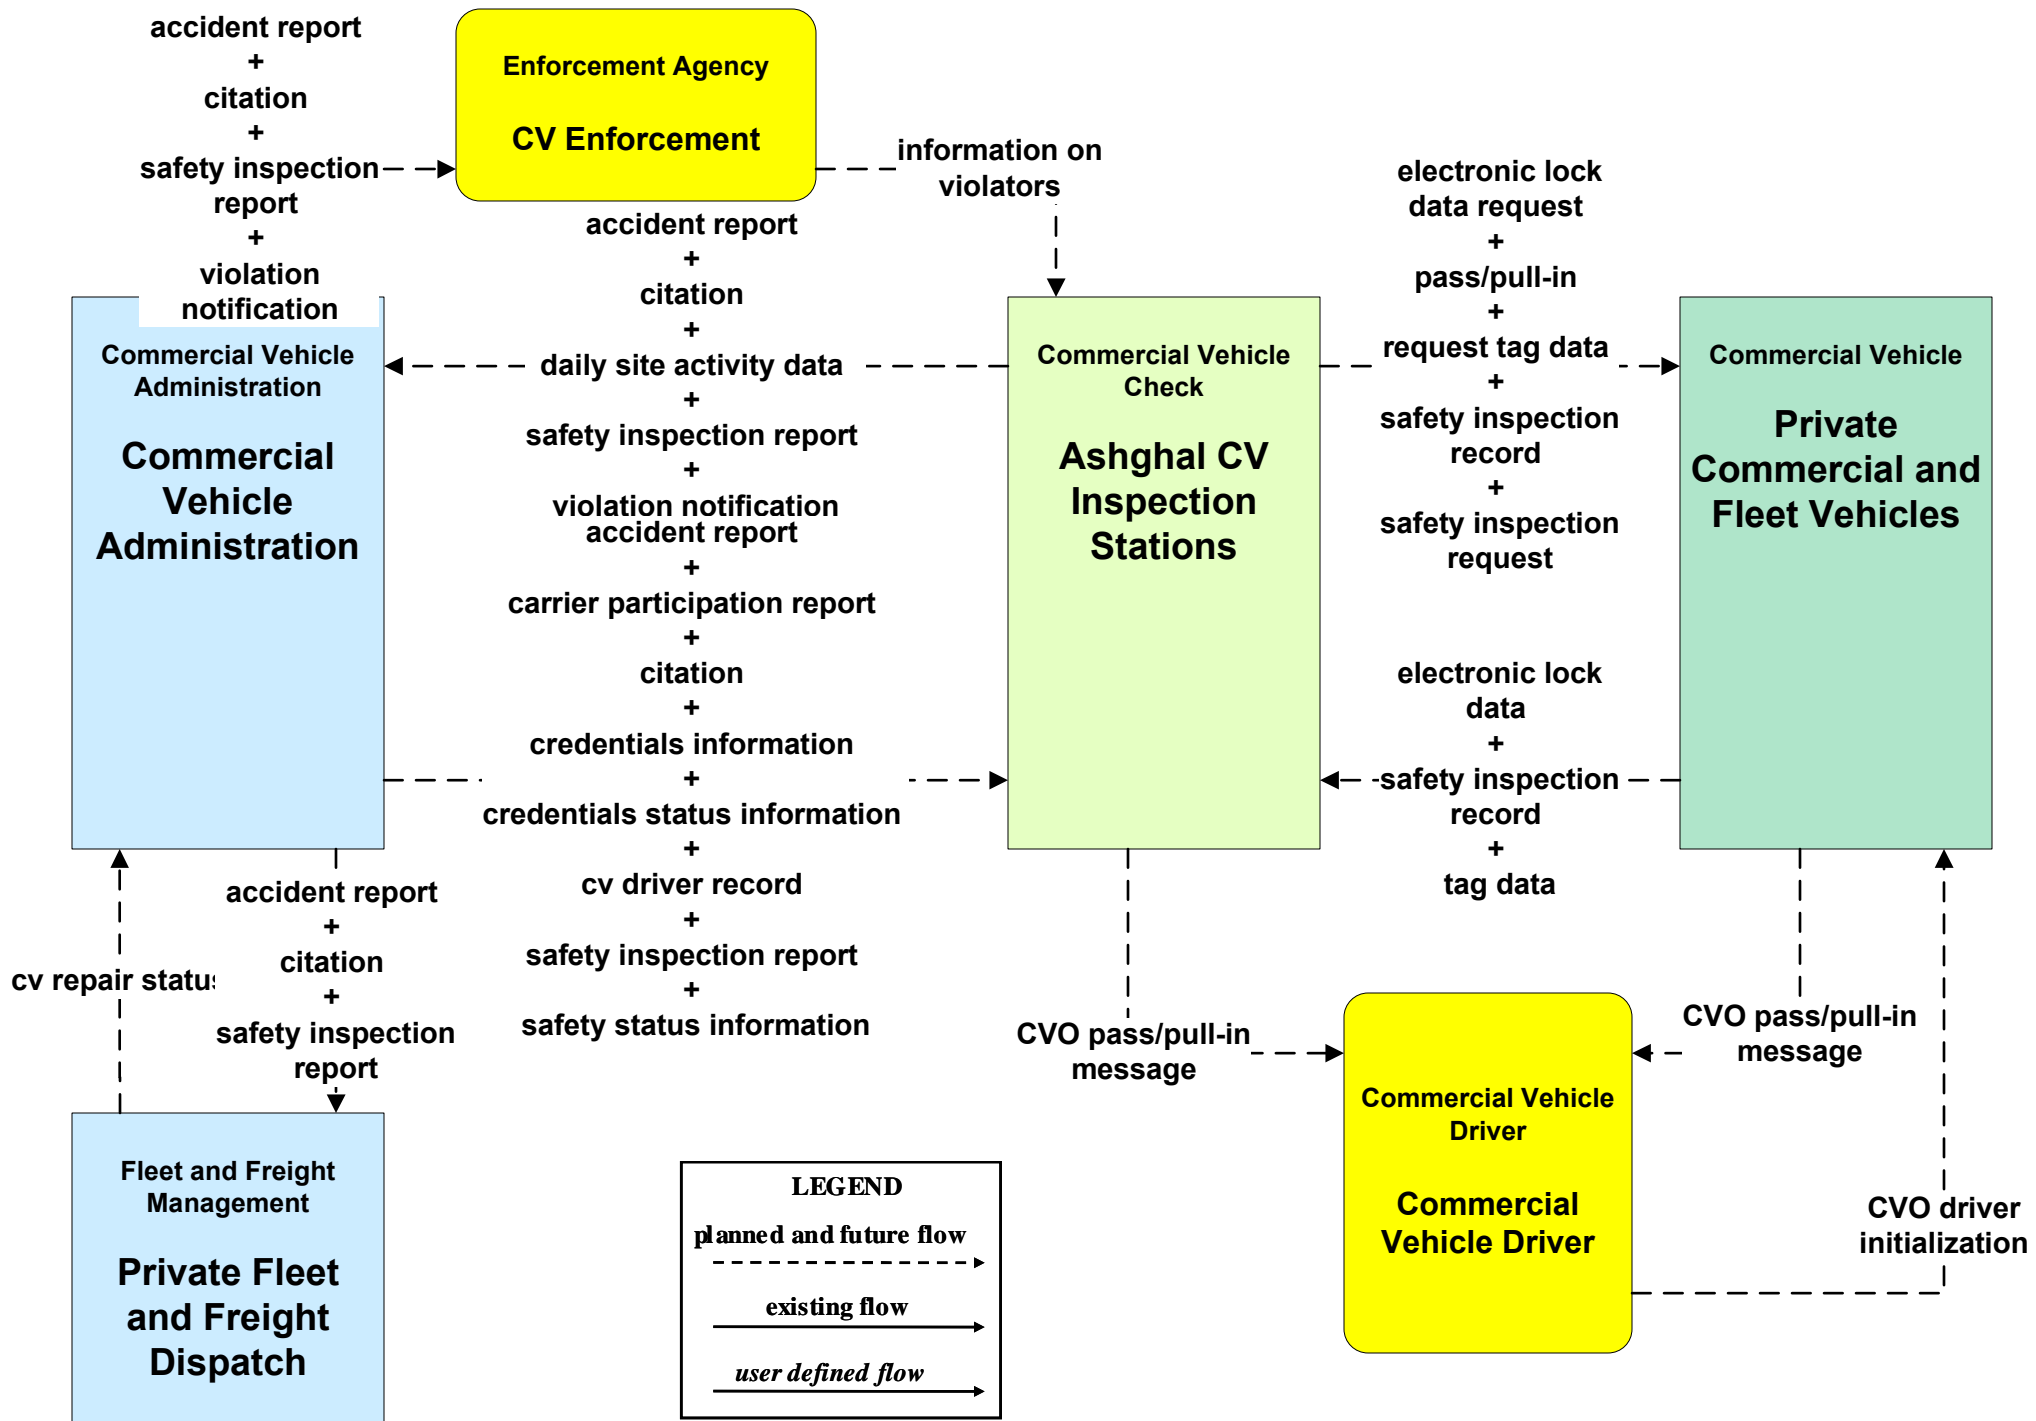 accident report
+
citation
+
safety inspection
report
+
violation
notification
Enforcement Agency
CV Enforcement
information on
violators
accident report
+
citation
+
daily site activity data
+
safety inspection report
+
violation notification
accident report
+
carrier participation report
+
citation
+
credentials information
+
credentials status information
+
cv driver record
+
safety inspection report
+
safety status information
electronic lock
data request
+
pass/pull-in
+
request tag data
+
safety inspection
record
+
safety inspection
request
Commercial Vehicle
Administration
Commercial
Vehicle
Administration
Commercial Vehicle
Check
Ashghal CV
Inspection
Stations
Commercial Vehicle
Private
Commercial and
Fleet Vehicles
electronic lock
data
+
safety inspection
record
+
tag data
cv repair status
accident report
+
citation
+
safety inspection
report
CVO pass/pull-in
message
CVO pass/pull-in
message
Commercial Vehicle
Driver
Commercial
Vehicle Driver
CVO driver
initialization
Fleet and Freight
Management
Private Fleet
and Freight
Dispatch
LEGEND
planned and future flow
existing flow
user defined flow